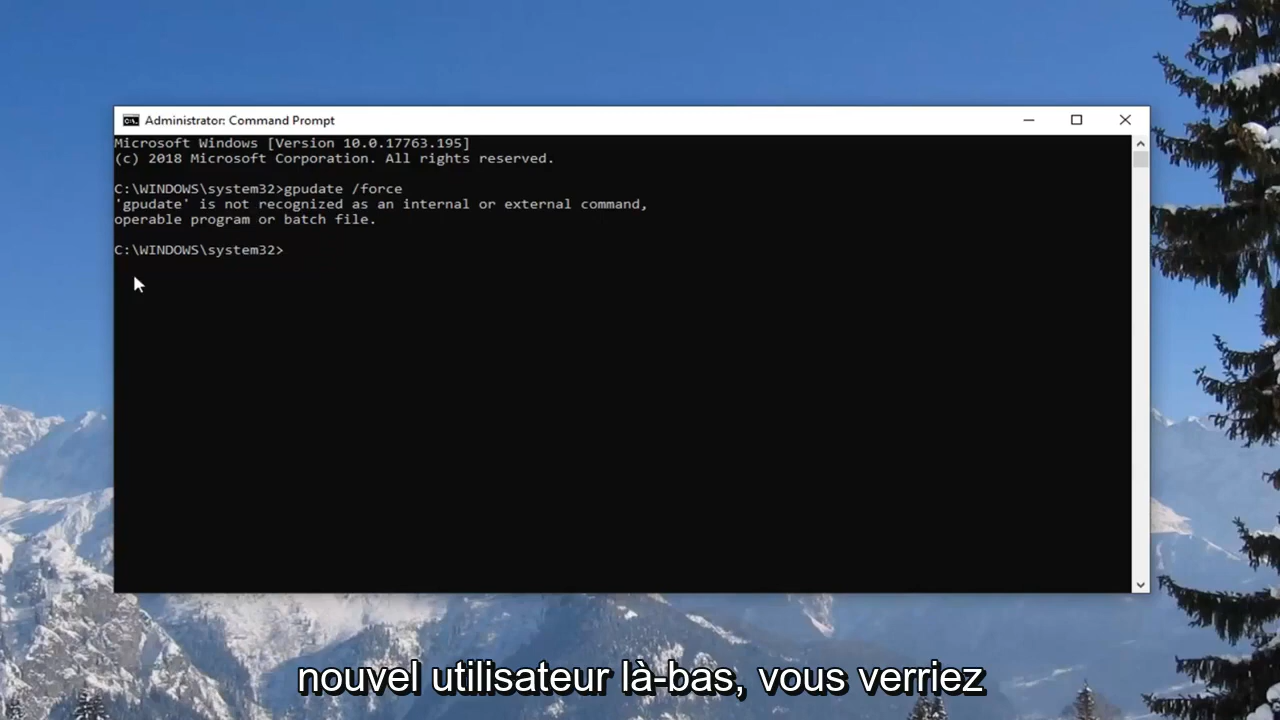 Administrator: Command Prompt
Microsoft Windows [Version 10.0.17763.195]
(c) 2018 Microsoft Corporation. All rights reserved.
C:\WINDOWS\system32>gpudate /force
'gpudate' is not recognized as an internal or external command,
operable program or batch file.
C:\WINDOWS\system32>
nouvel utilisateur là-bas, vous verriez